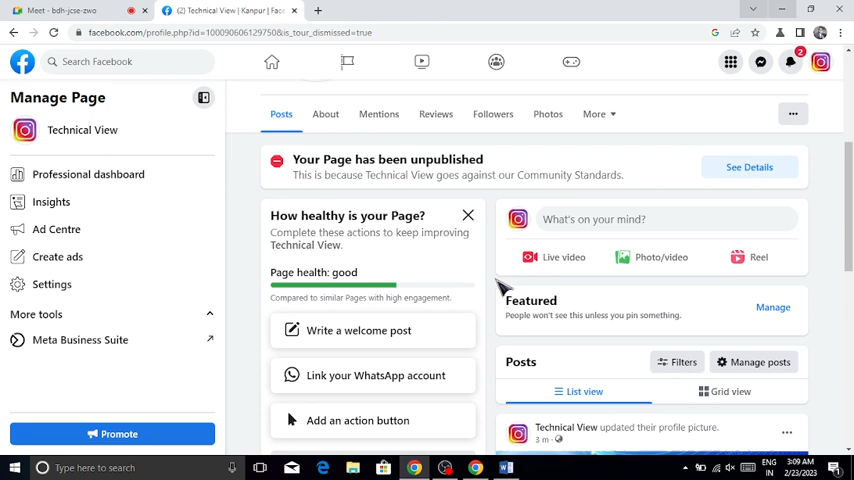 Meet - bdh-jcse-zwo
(2) Technical View | Kanpur | Face
facebook.com/profile.php?id=100090606129750&is_tour_dismissed=true
Search Facebook
2
Manage Page
Technical View
Professional dashboard
Insights
Ad Centre
Create ads
Settings
More tools
Meta Business Suite
Promote
Posts
About
Mentions
Reviews
Followers
Photos
More
Your Page has been unpublished
This is because Technical View goes against our Community Standards.
See Details
How healthy is your Page?
Complete these actions to keep improving
Technical View.
Page health: good
Compared to similar Pages with high engagement.
Write a welcome post
Link your WhatsApp account
Add an action button
What's on your mind?
Live video
Photo/video
Reel
Featured
People won't see this unless you pin something.
Manage
Posts
Filters
Manage posts
List view
Grid view
Technical View updated their profile picture.
3 m
Type here to search
ENG
IN
3:09 AM
2/23/2023